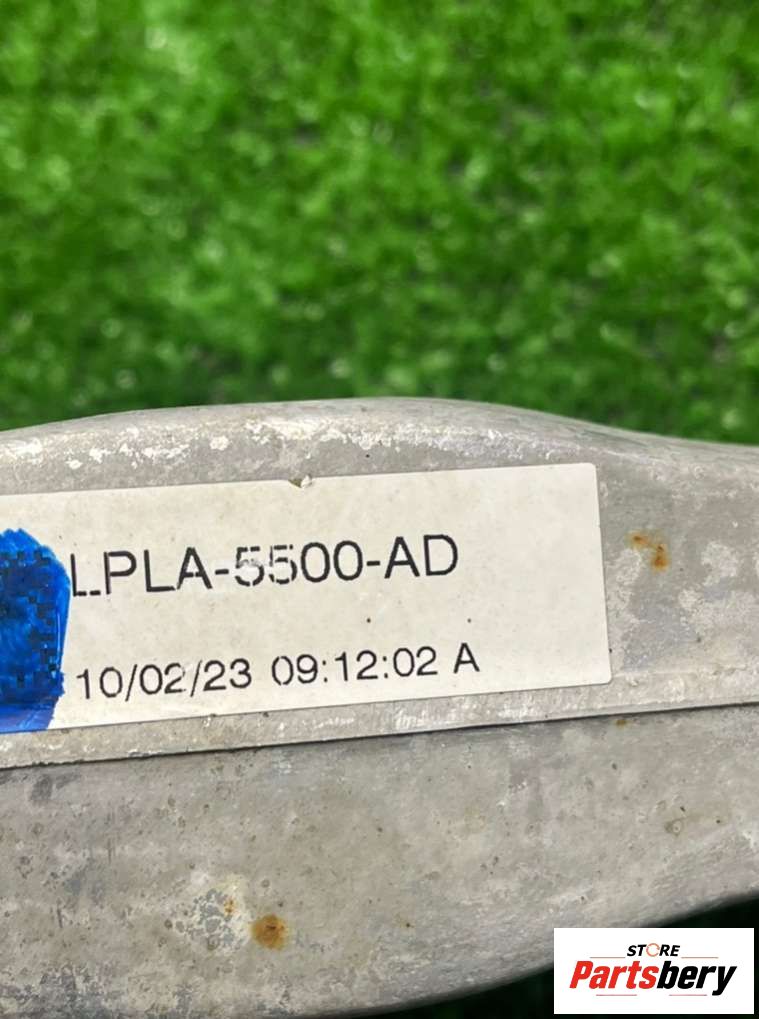 LPLA-5500-AD
10/02/23 09:12:02 A
STORE
Partsbery